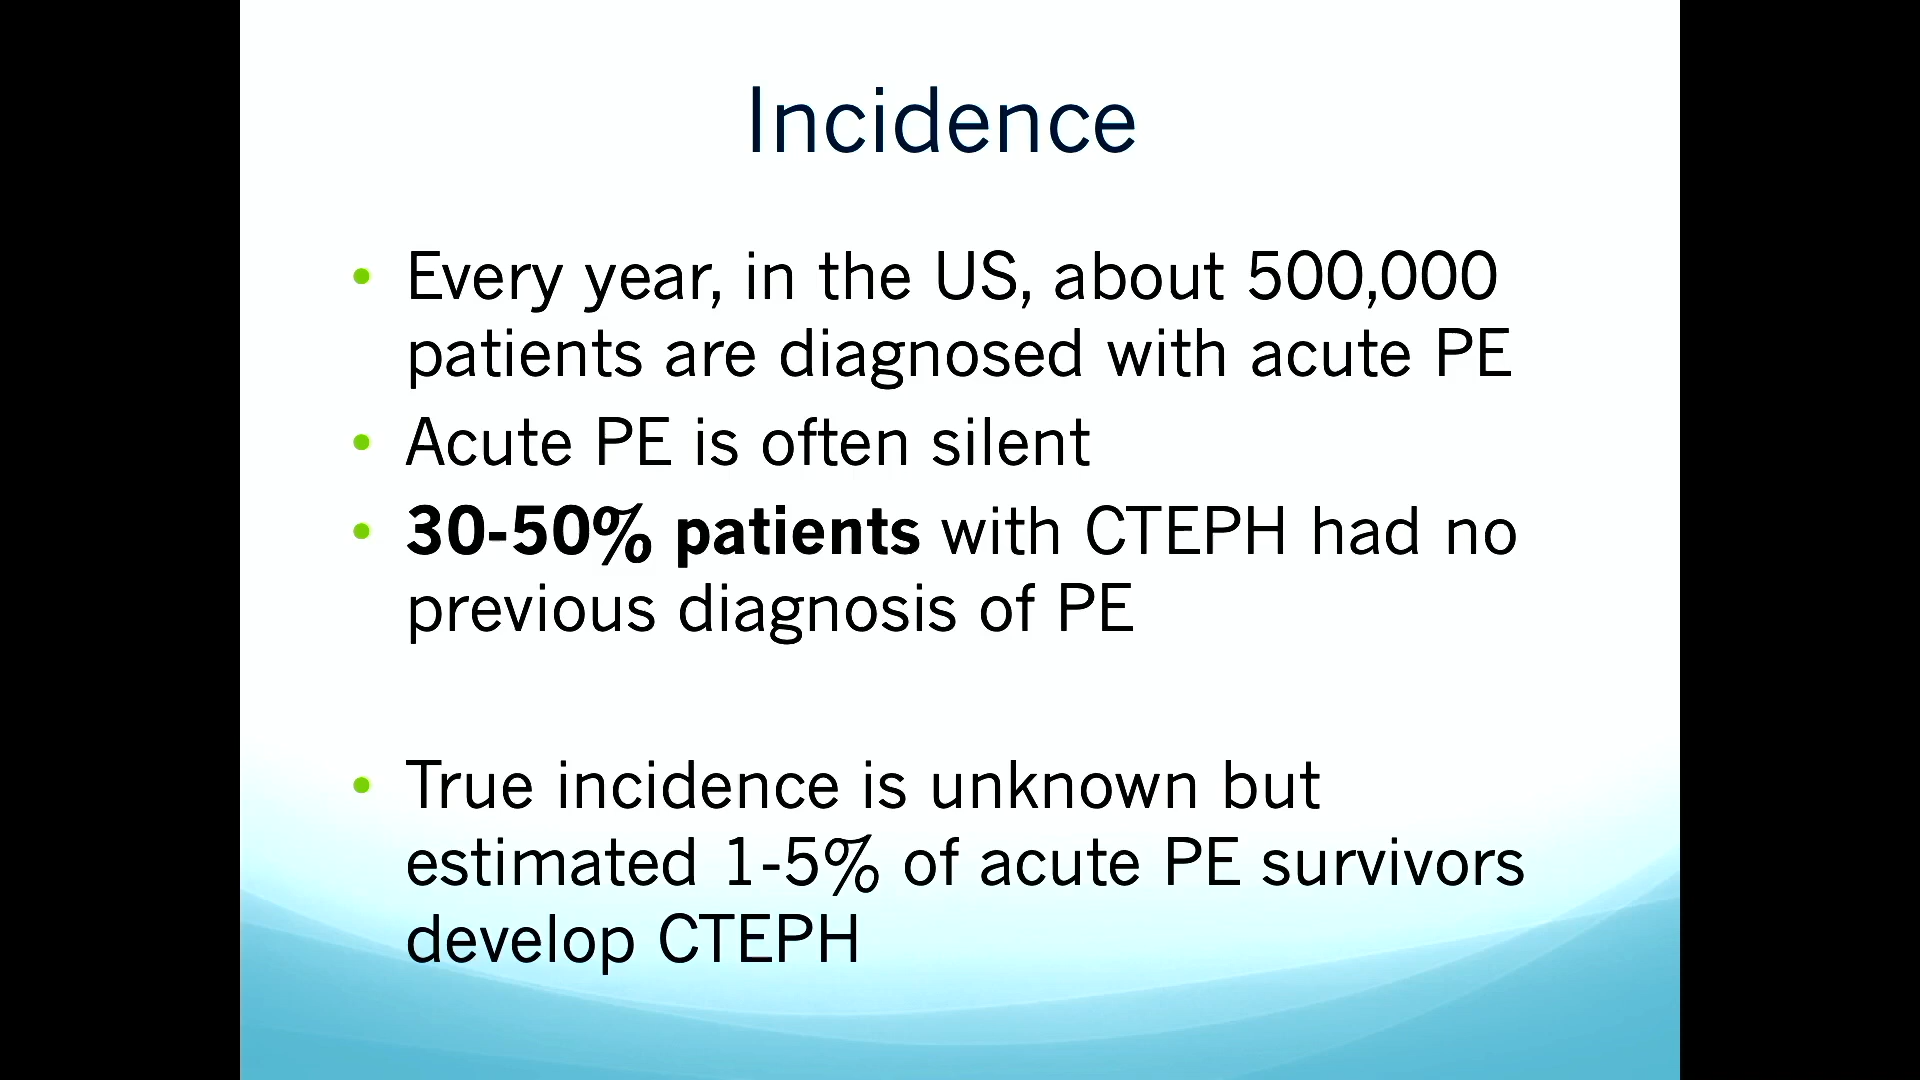 Incidence
• Every year, in the US, about 500,000
patients are diagnosed with acute PE
• Acute PE is often silent
• 30-50% patients with CTEPH had no
previous diagnosis of PE
• True incidence is unknown but
estimated 1-5% of acute PE survivors
develop CTEPH